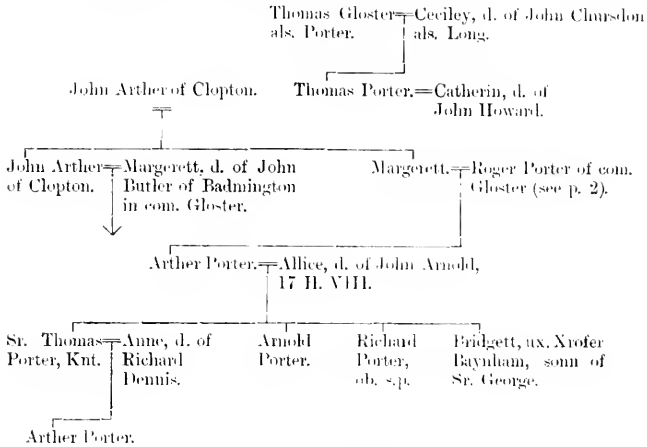 Thomas Gloster=Ceciley, d. of John Chursdon
als. Porter. als. Long.
John Arther of Clopton. Thomas Porter.=Catherin, d. of
John Howard.
John Arther=Margerett, d. of John Margerett.=Roger Porter of com.
of Clopton. Butler of Badmington Gloster (see p. 2).
in com. Gloster.
Arther Porter.=Allice, d. of John Arnold,
17 H. VIII.
Sr. Thomas=Anne, d. of Arnold Richard Bridgett, ux. Xrofer
Porter, Knt. Richard Porter. Porter, Baynham, sonn of
Dennis. ob. s.p. Sr. George.
Arther Porter.